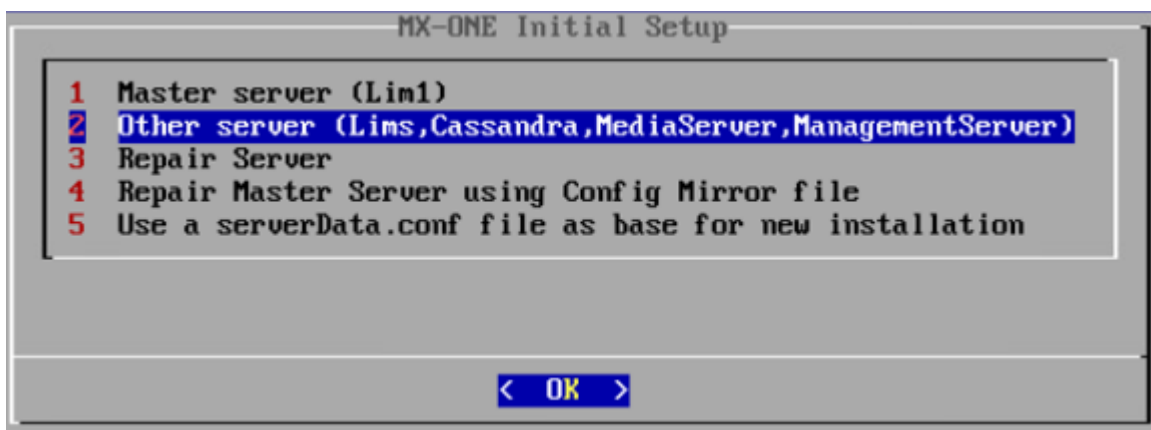 MX-ONE Initial Setup
1 Master server (Lim1)
2 Other server (Lims,Cassandra,MediaServer,ManagementServer)
3 Repair Server
4 Repair Master Server using Config Mirror file
5 Use a serverData.conf file as base for new installation
< OK >